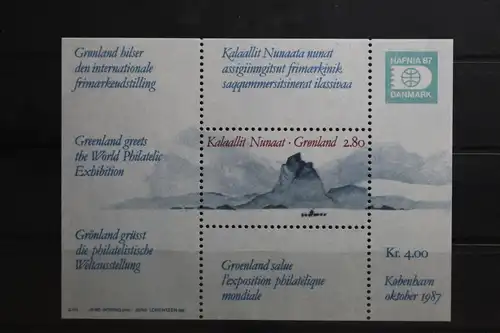 Grønland hilser
den internationale
frimærkeudstilling
Kalaallit Nunaata nunat
assigiinngitsut frimærkinik
saqqummersitsinerat ilassivaa
HAFNIA 87
DANMARK
Greenland greets
the World Philatelic
Exhibition
Kalaallit Nunaat · Grønland 2.80
Grönland grüsst
die philatelistische
Weltausstellung
Groenland salue
l'exposition philatélique
mondiale
Kr. 4.00
København
oktober 1987